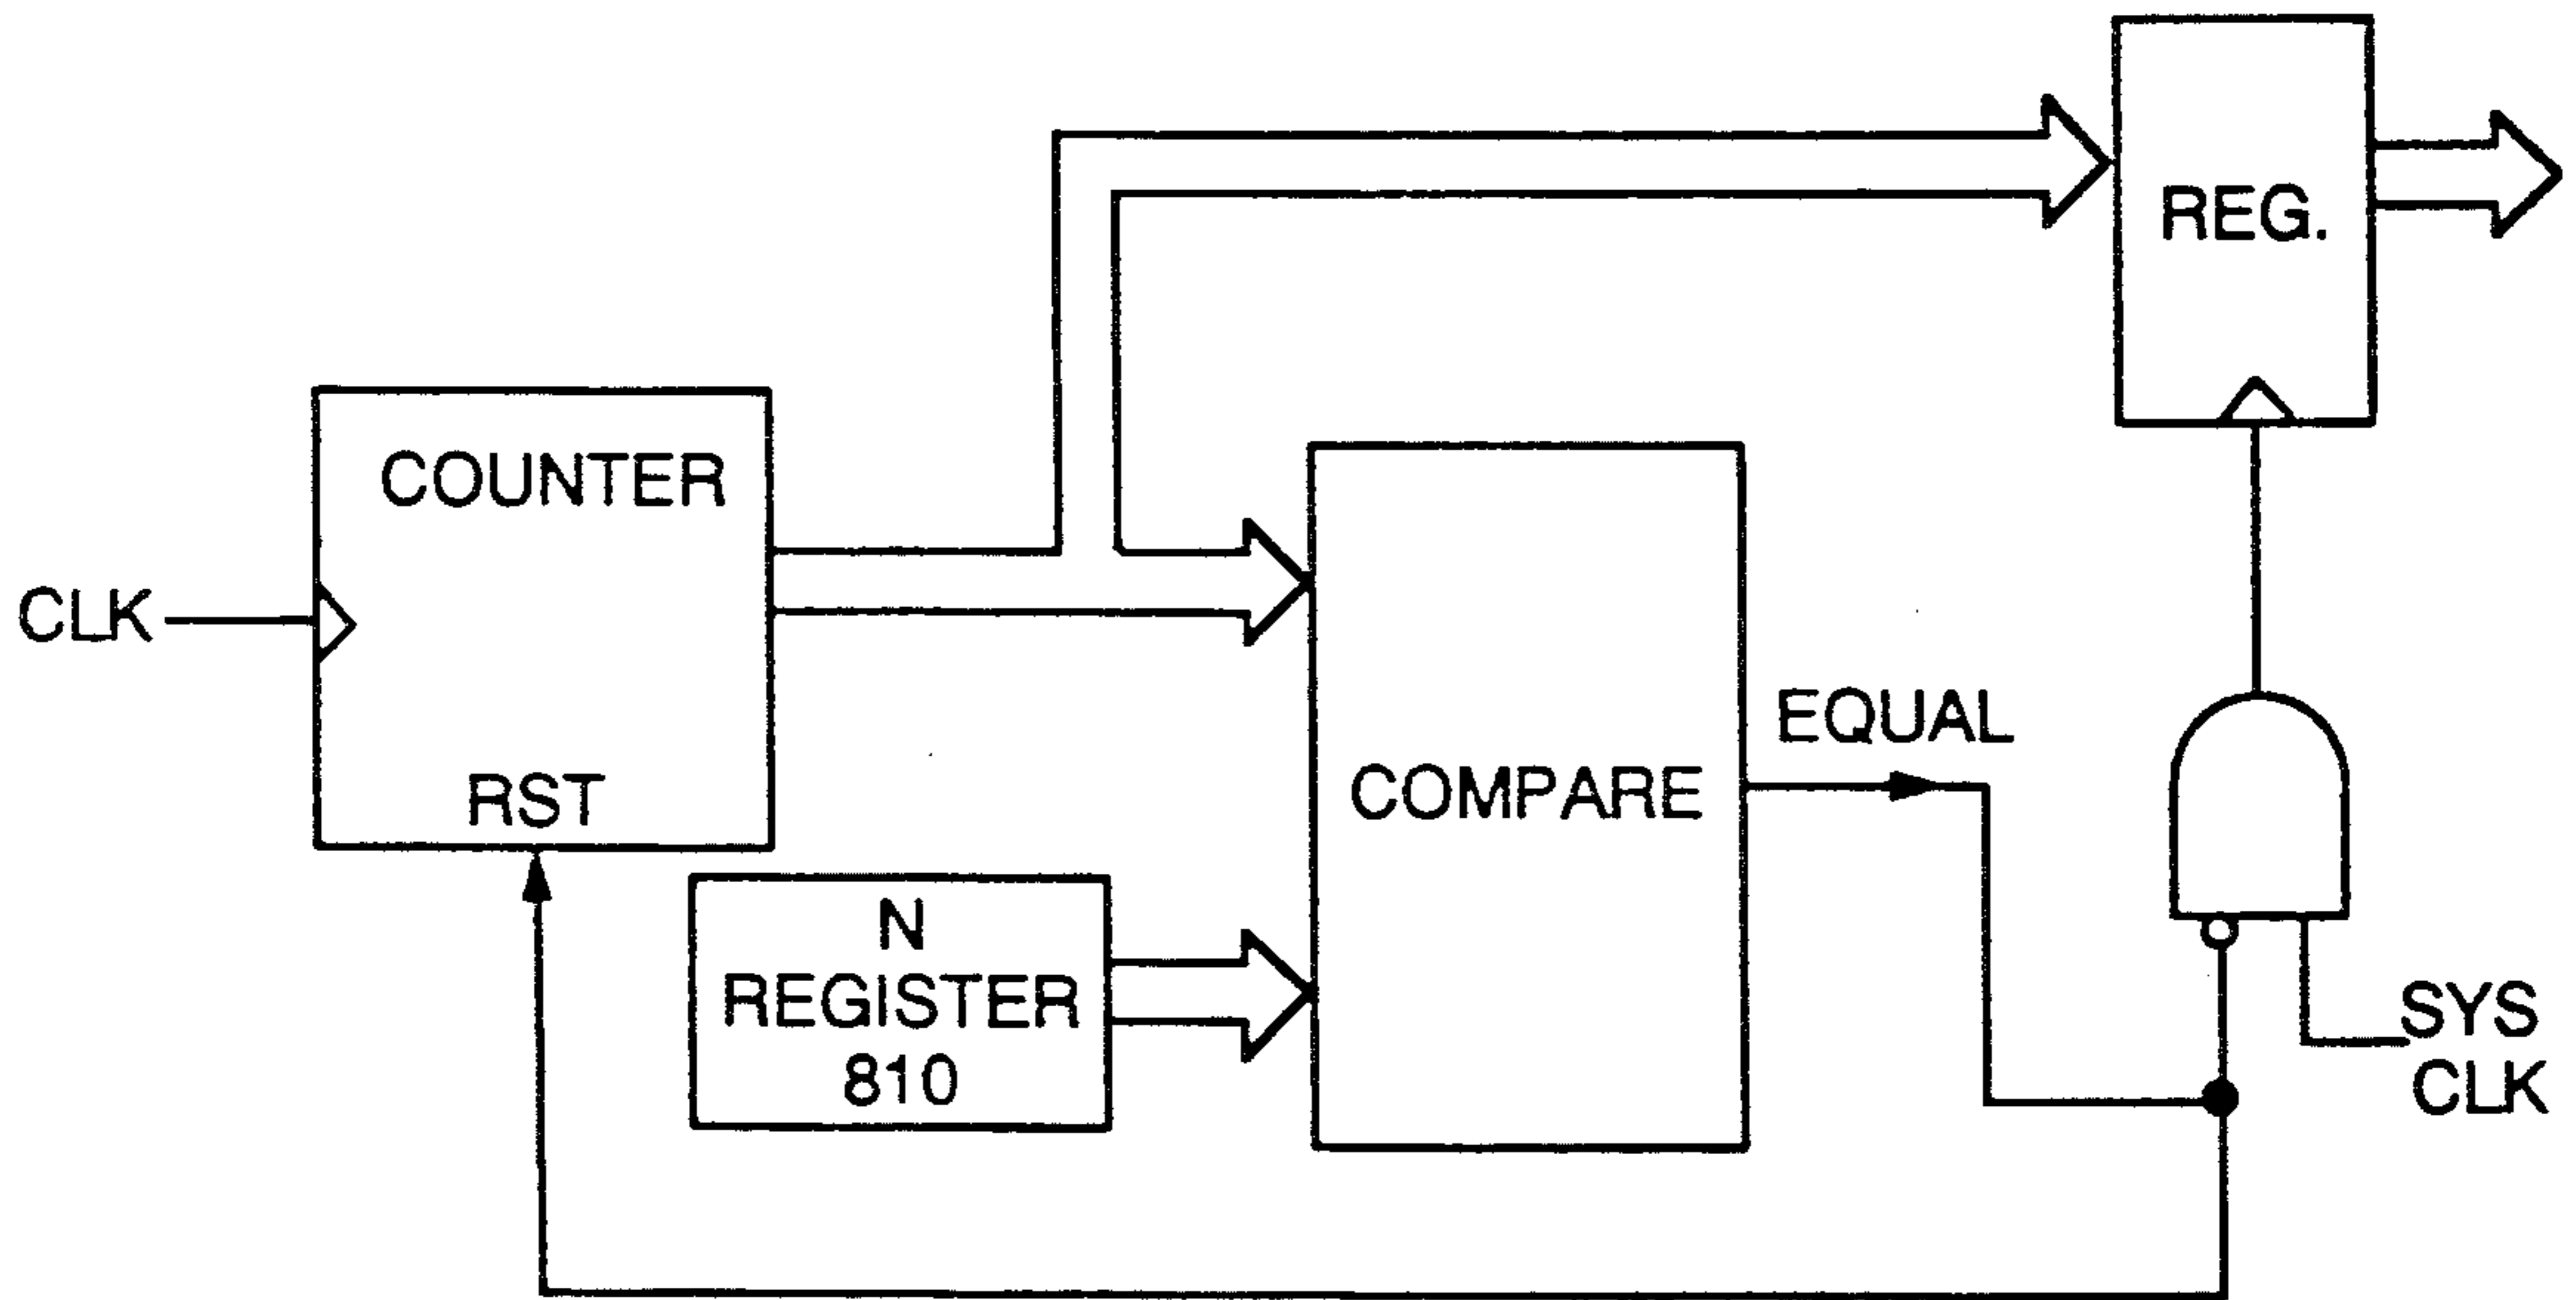 REG.
COUNTER
CLK
RST
EQUAL
COMPARE
N
REGISTER
810
SYS
CLK